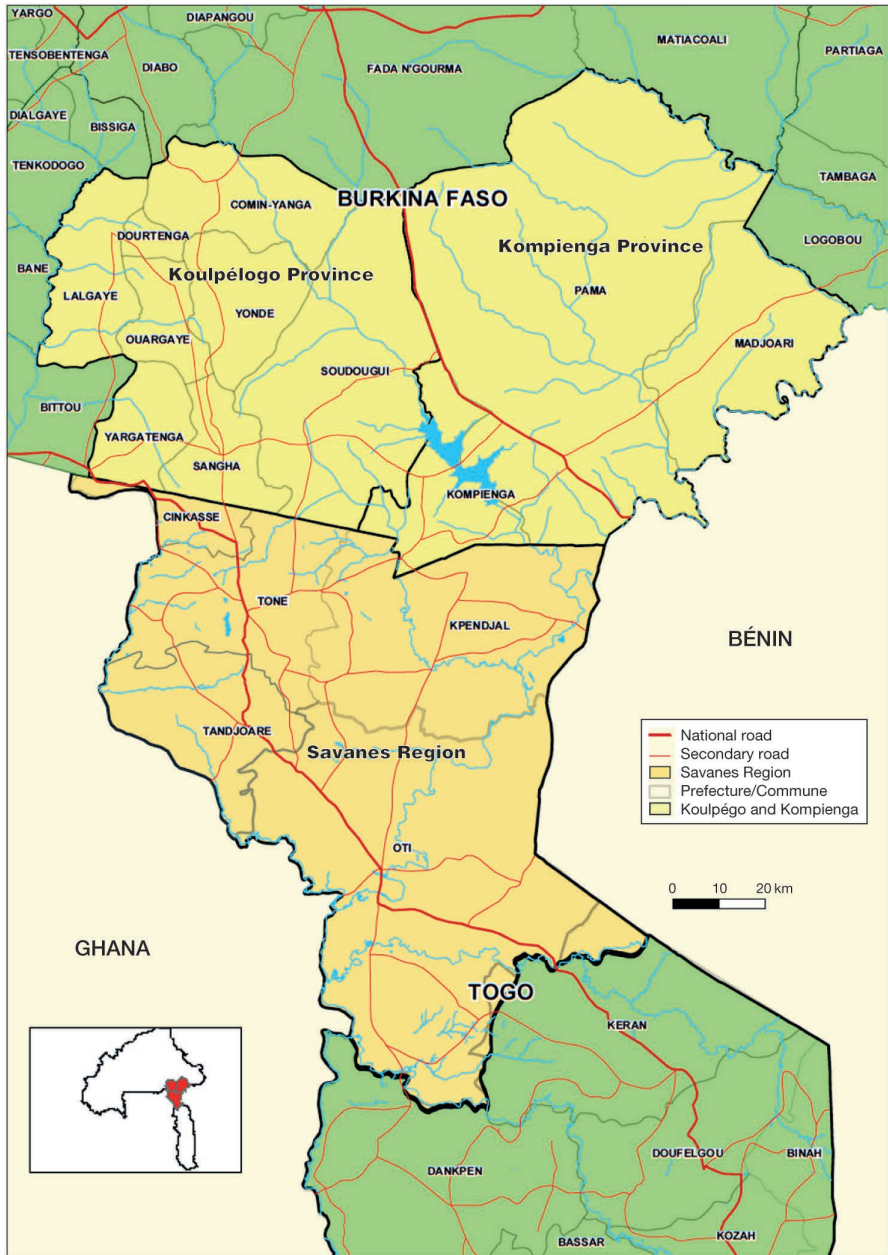 YARGO
DIAPANGOU
MATIACOALI
PARTIAGA
TENSOBENTENGA
DIABO
FADA N'GOURMA
DIALGAYE
BISSIGA
TENKODOGO
TAMBAGA
BURKINA FASO
COMIN-YANGA
LOGOBOU
DOURTENGA
Kompienga Province
BANE
Koulpélogo Province
LALGAYE
PAMA
YONDE
OUARGAYE
MADJOARI
SOUDOUGUI
BITTOU
YARGATENGA
SANGHA
KOMPIENGA
CINKASSE
TONE
KPENDJAL
BÉNIN
TANDJOARE
Savanes Region
National road
Secondary road
Savanes Region
Prefecture/Commune
Koulpégo and Kompienga
OTI
0 10 20 km
GHANA
TOGO
KERAN
DANKPEN
DOUFELGOU
BINAH
KOZAH
BASSAR